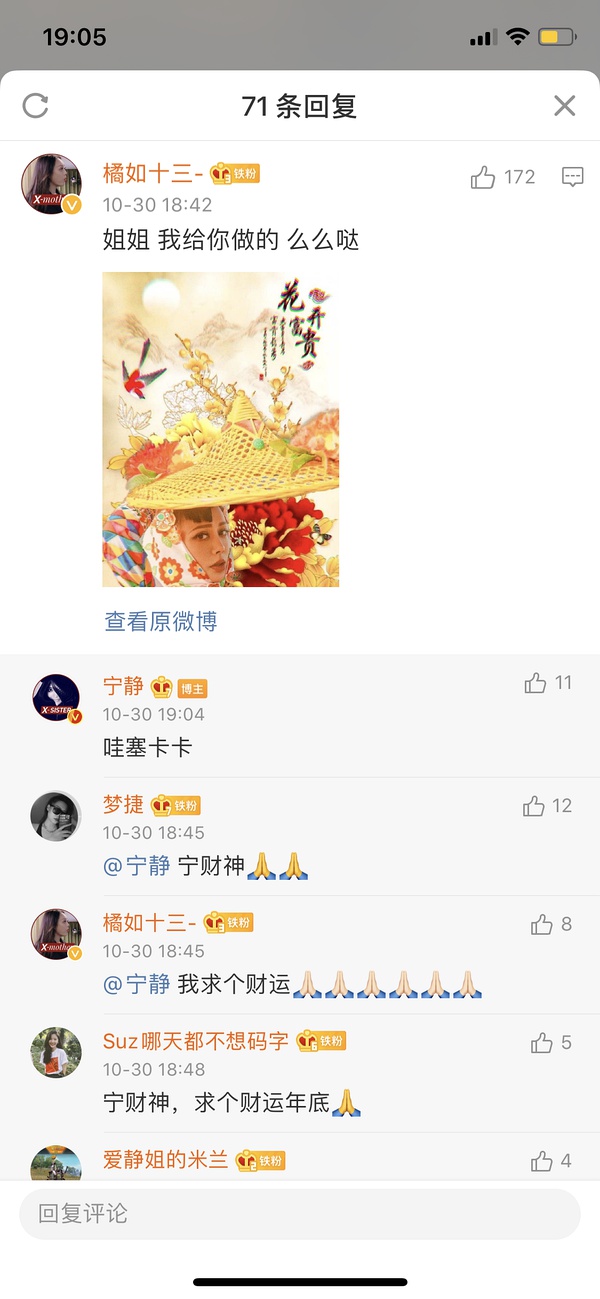 19:05
71 条回复
橘如十三- 铁粉
172
10-30 18:42
姐姐 我给你做的 么么哒
花开富贵
查看原微博
宁静 博主
11
10-30 19:04
哇塞卡卡
梦捷 铁粉
12
10-30 18:45
@宁静 宁财神🙏🙏
橘如十三- 铁粉
8
10-30 18:45
@宁静 我求个财运🙏🏻🙏🏻🙏🏻🙏🏻🙏🏻🙏🏻
Suz哪天都不想码字 铁粉
5
10-30 18:48
宁财神，求个财运年底🙏
爱静姐的米兰 铁粉
4
回复评论